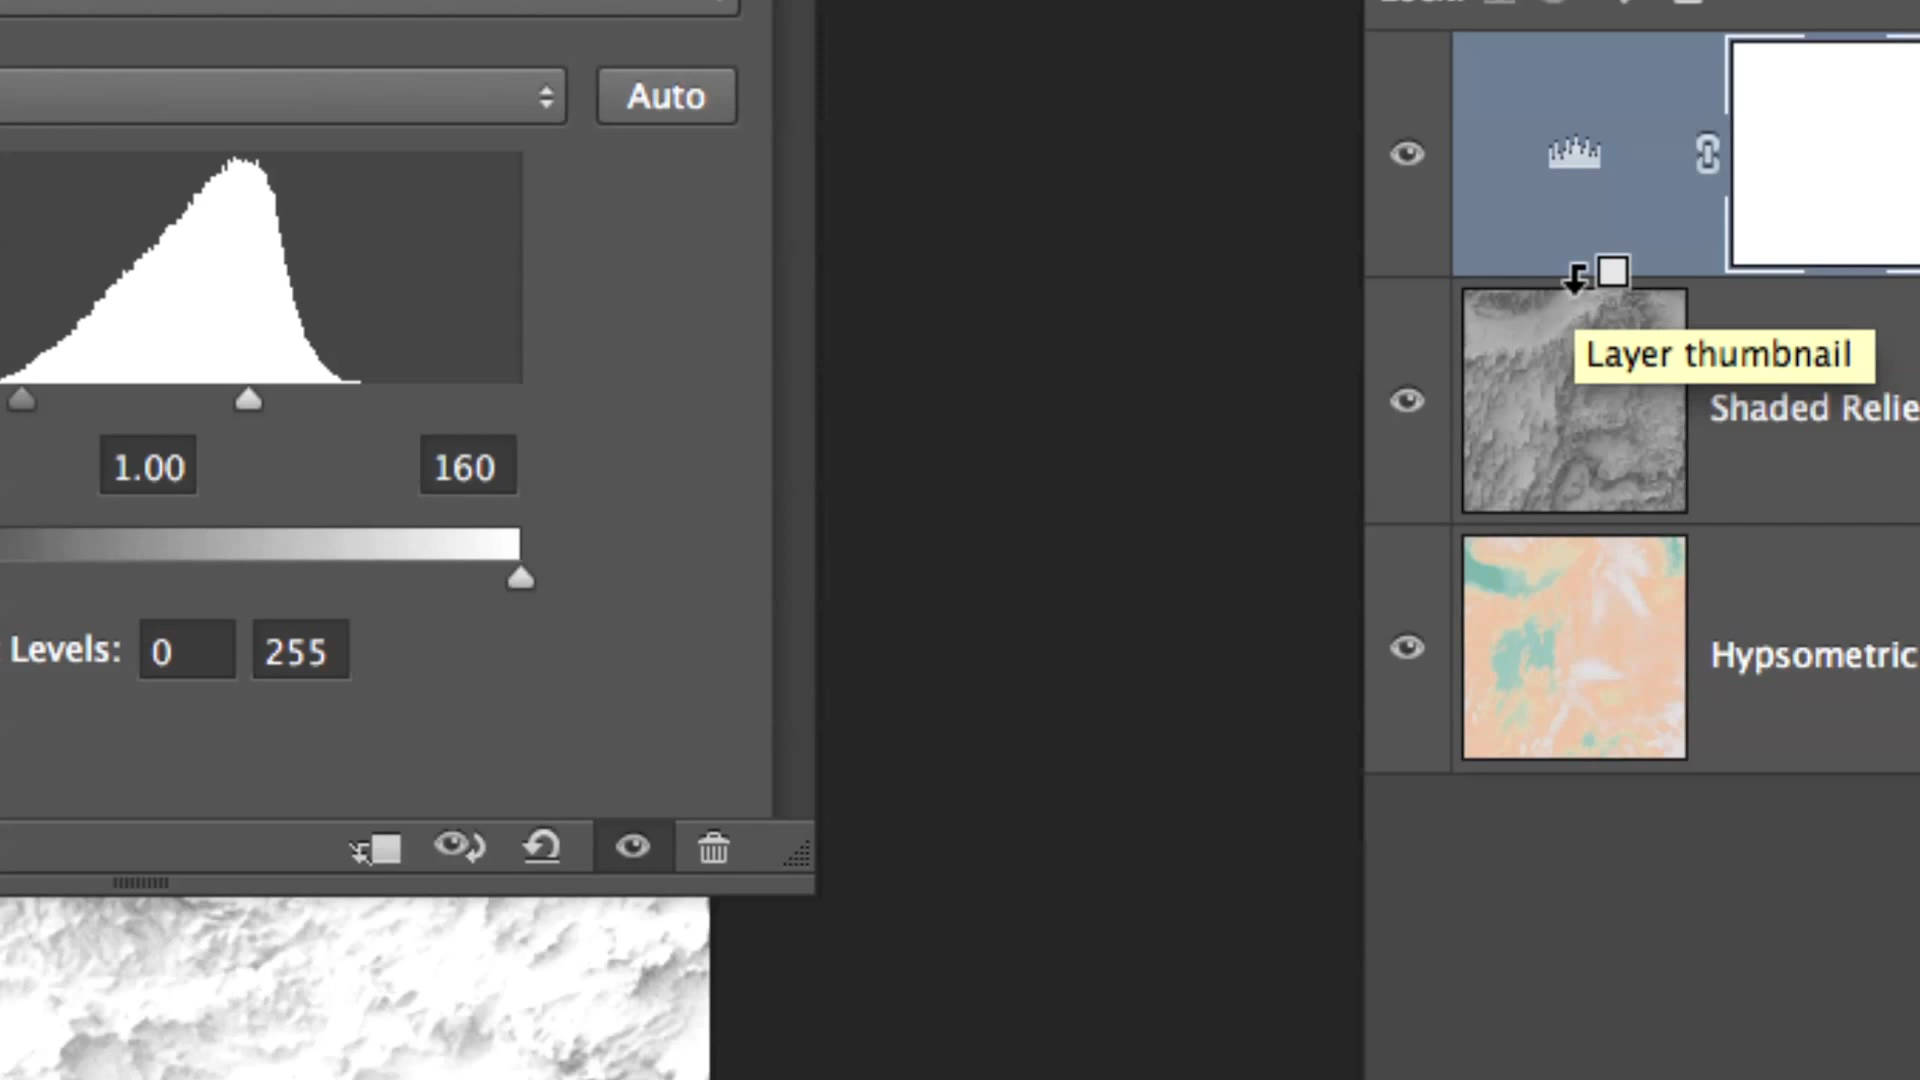 Auto
1.00
160
Levels: 0 255
Layer thumbnail
Shaded Relie
Hypsometric